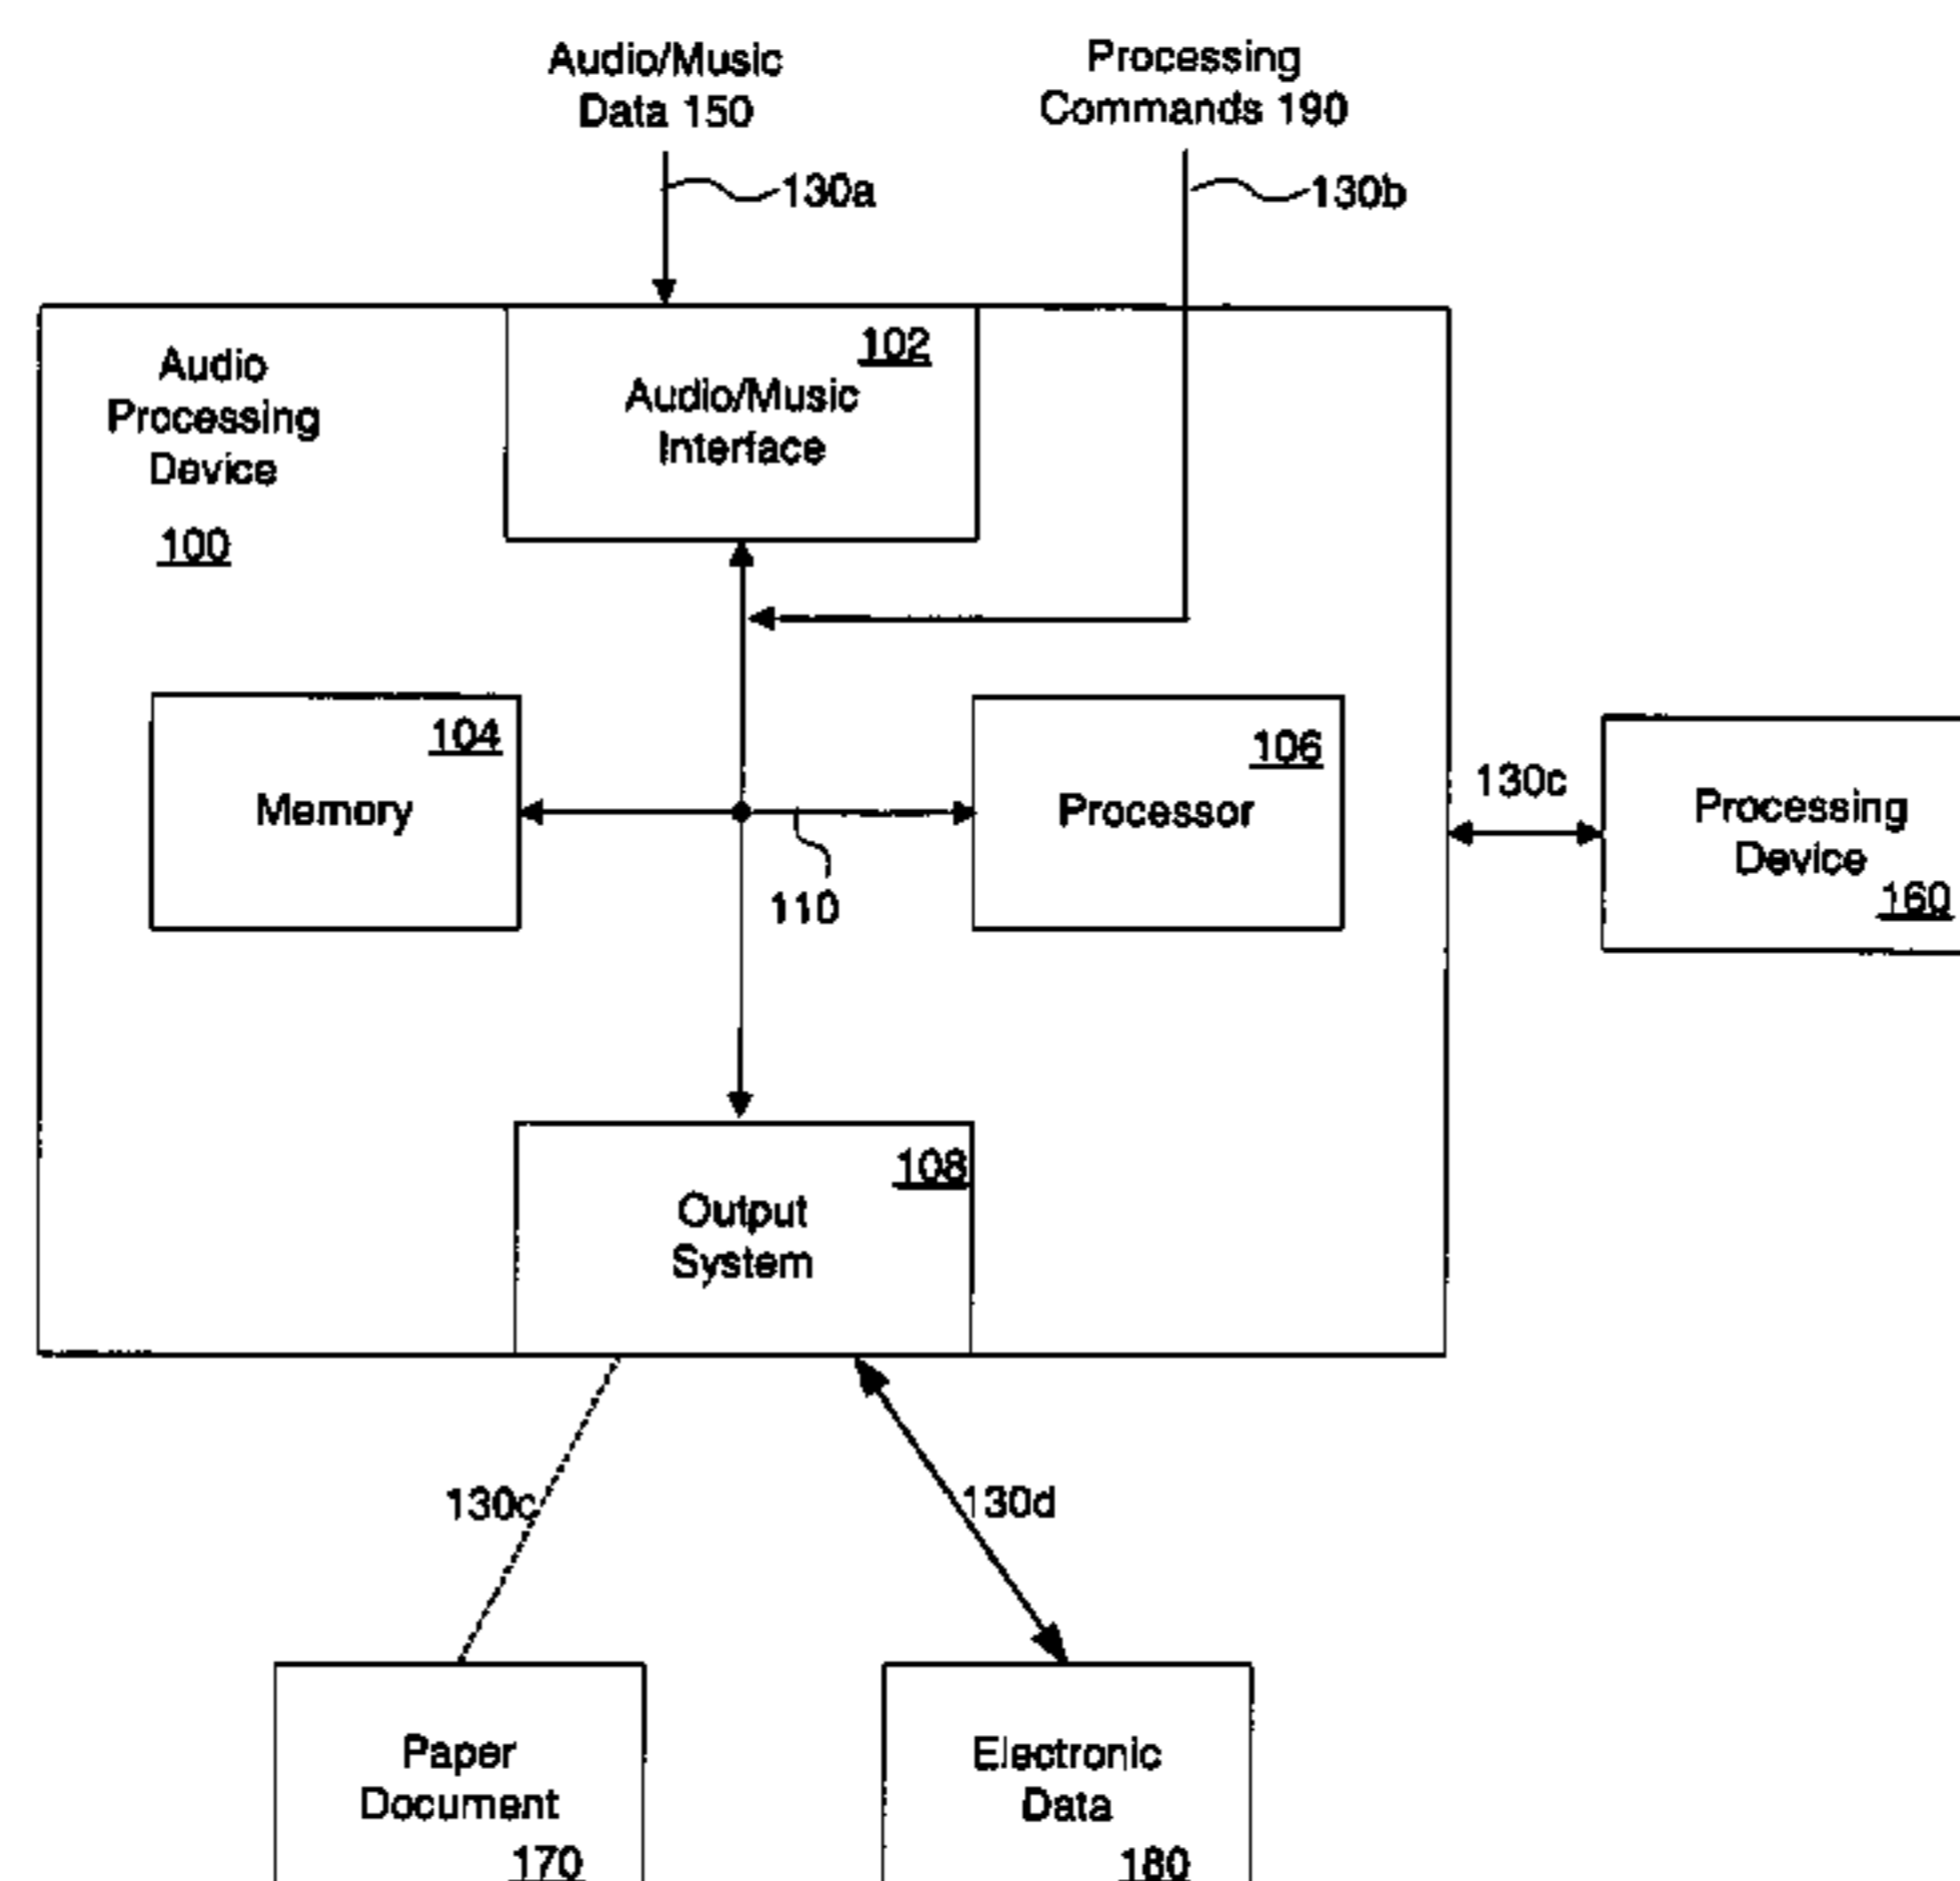 Audio/Music
Data 150
Processing
Commands 190
130a
130b
Audio
Processing
Device
100
102
Audio/Music
Interface
104
Memory
106
Processor
110
130c
Processing
Device
160
108
Output
System
130c
130d
Paper
Document
170
Electronic
Data
180